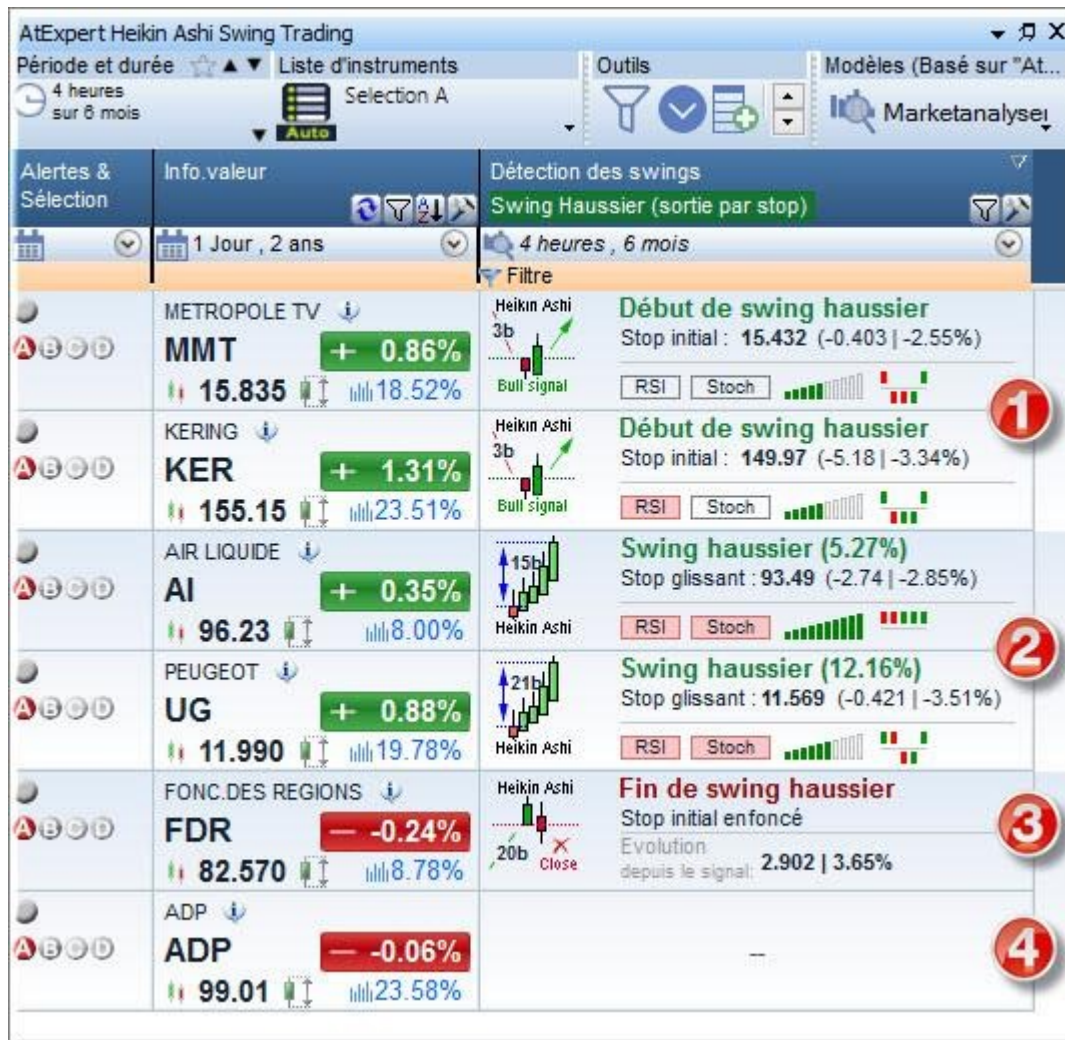 AtExpert Heikin Ashi Swing Trading
Période et durée Liste d'instruments Outils Modèles (Basé sur "At...
4 heures
sur 6 mois
Selection A
Auto
Marketanalyser
Alertes &
Sélection
Info.valeur
Détection des swings
Swing Haussier (sortie par stop)
1 Jour , 2 ans
4 heures , 6 mois
Filtre
METROPOLE TV
MMT
+ 0.86%
15.835
18.52%
A B C D
Heikin Ashi
3b
Bull signal
Début de swing haussier
Stop initial : 15.432 (-0.403 | -2.55%)
RSI Stoch
1
KERING
KER
+ 1.31%
155.15
23.51%
A B C D
Heikin Ashi
3b
Bull signal
Début de swing haussier
Stop initial : 149.97 (-5.18 | -3.34%)
RSI Stoch
AIR LIQUIDE
AI
+ 0.35%
96.23
8.00%
A B C D
15b
Heikin Ashi
Swing haussier (5.27%)
Stop glissant : 93.49 (-2.74 | -2.85%)
RSI Stoch
2
PEUGEOT
UG
+ 0.88%
11.990
19.78%
A B C D
21b
Heikin Ashi
Swing haussier (12.16%)
Stop glissant : 11.569 (-0.421 | -3.51%)
RSI Stoch
FONC.DES REGIONS
FDR
— -0.24%
82.570
8.78%
A B C D
Heikin Ashi
20b
Close
Fin de swing haussier
Stop initial enfoncé
Evolution
depuis le signal: 2.902 | 3.65%
3
ADP
ADP
— -0.06%
99.01
23.58%
A B C D
--
4